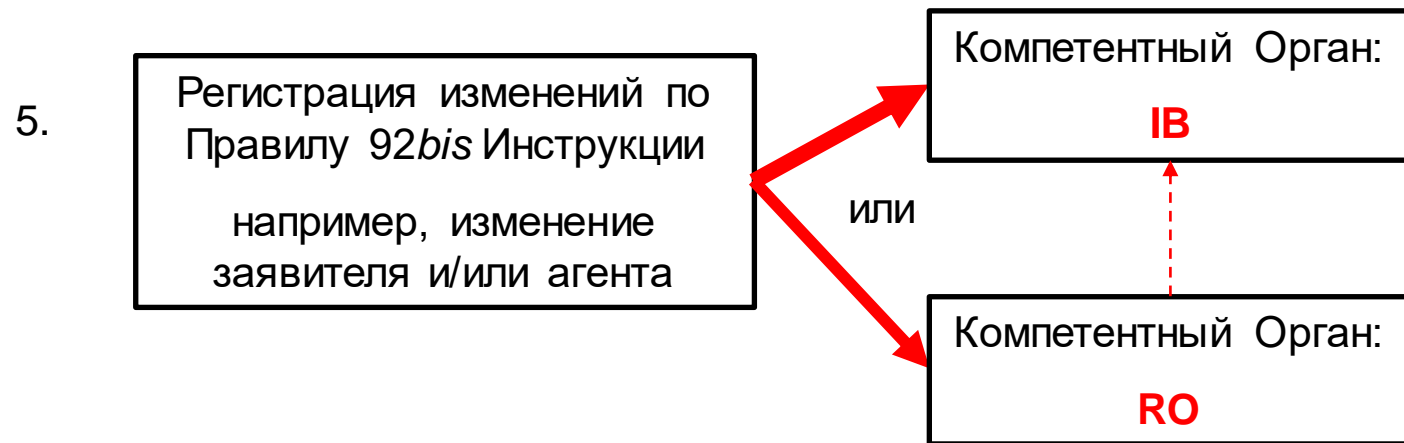 5.
Регистрация изменений по
Правилу 92bis Инструкции
например, изменение
заявителя и/или агента
Компетентный Орган:
IB
или
Компетентный Орган:
RO